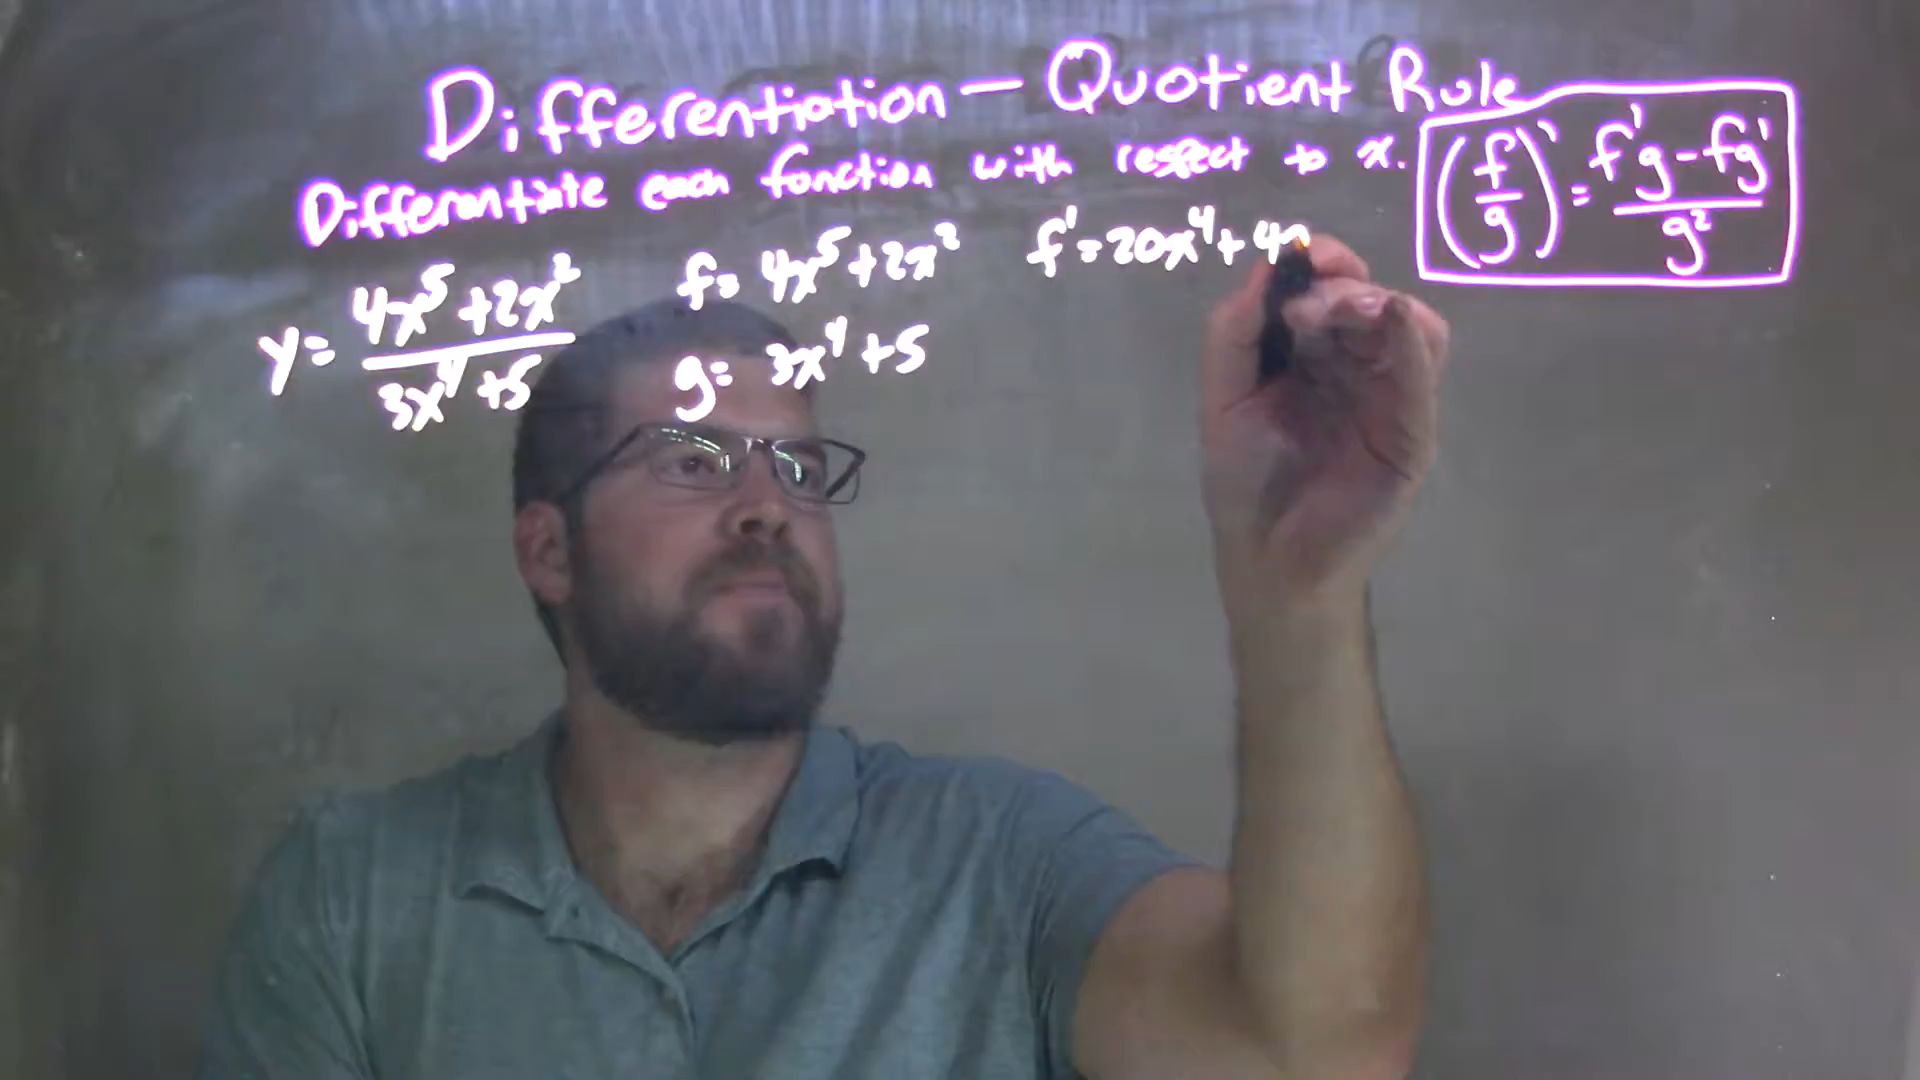 Differentiation — Quotient Rule
Differentiate each function with respect to x.
(f/g)' = (f'g - fg')/g²
y = (4x⁵ + 2x²)/(3x⁴ + 5)
f = 4x⁵ + 2x² f' = 20x⁴ + 4x
g = 3x⁴ + 5